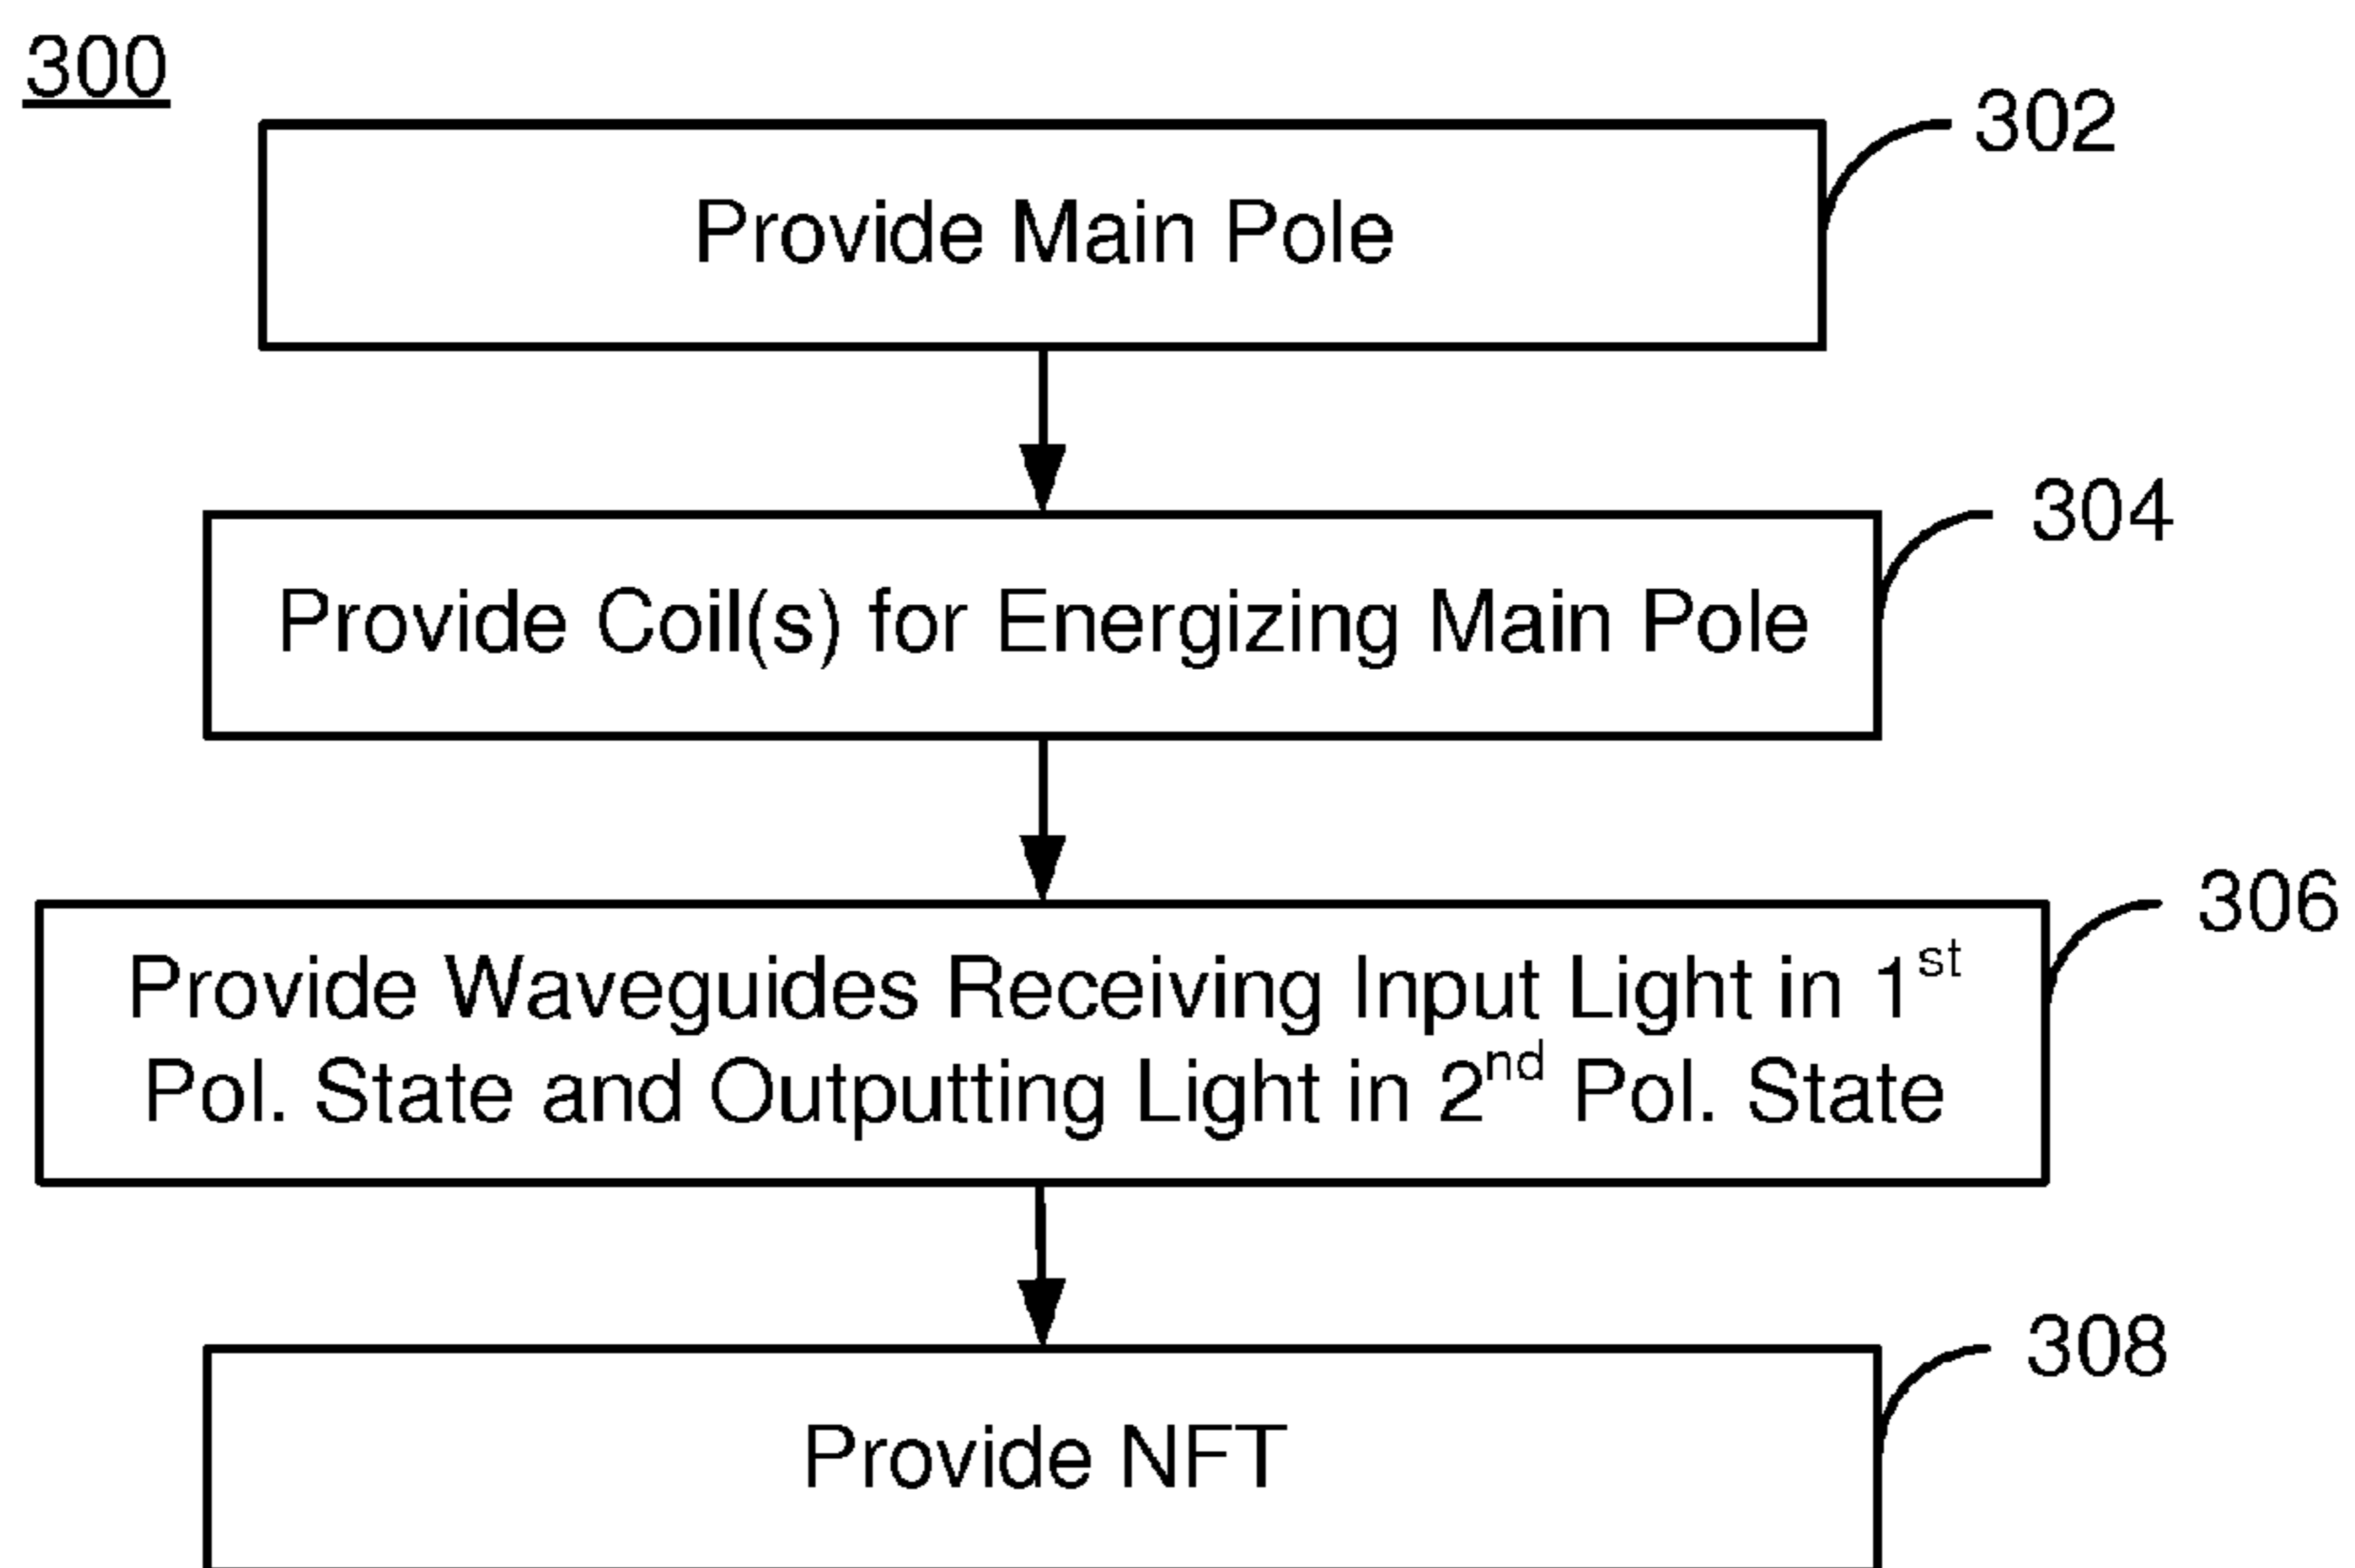 300
302
Provide Main Pole
304
Provide Coil(s) for Energizing Main Pole
306
Provide Waveguides Receiving Input Light in 1st
Pol. State and Outputting Light in 2nd Pol. State
308
Provide NFT